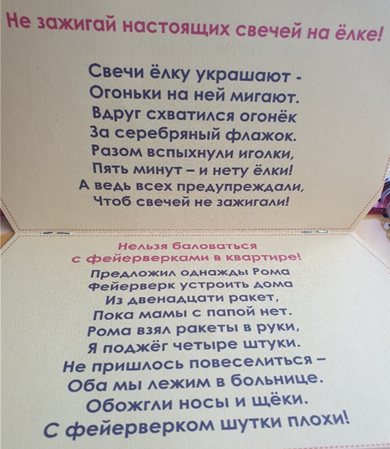 Не зажигай настоящих свечей на ёлке!
Свечи ёлку украшают -
Огоньки на ней мигают.
Вдруг схватился огонёк
За серебряный флажок.
Разом вспыхнули иголки,
Пять минут – и нету ёлки!
А ведь всех предупреждали,
Чтоб свечей не зажигали!
Нельзя баловаться
с фейерверками в квартире!
Предложил однажды Рома
Фейерверк устроить дома
Из двенадцати ракет,
Пока мамы с папой нет.
Рома взял ракеты в руки,
Я поджёг четыре штуки.
Не пришлось повеселиться –
Оба мы лежим в больнице.
Обожгли носы и щёки.
С фейерверком шутки плохи!